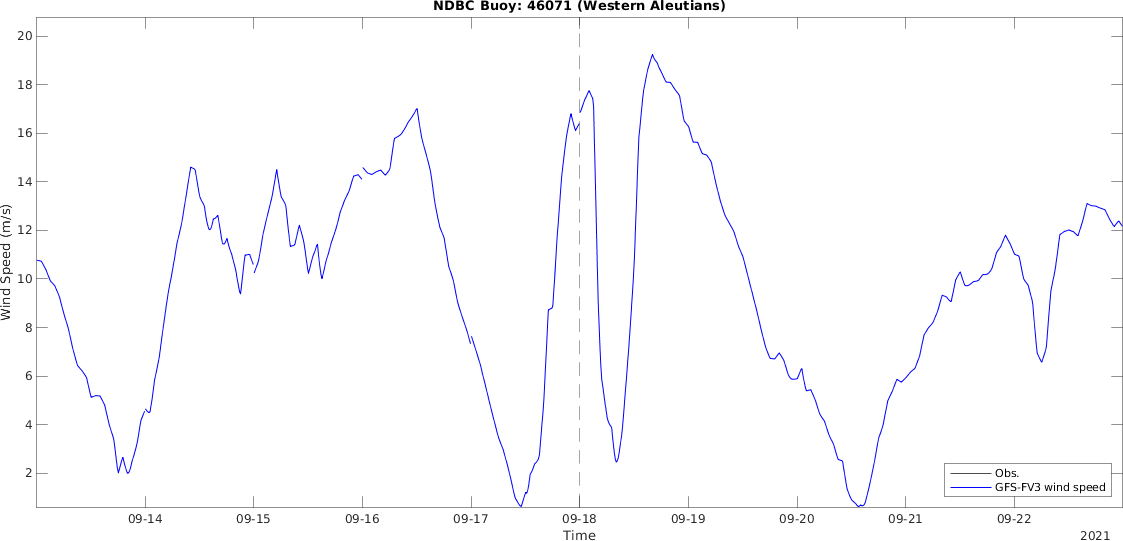 NDBC Buoy: 46071 (Western Aleutians)
20
18
16
14
12
10
8
6
4
2
Wind Speed (m/s)
Obs.
GFS-FV3 wind speed
09-14 09-15 09-16 09-17 09-18 09-19 09-20 09-21 09-22
Time
2021